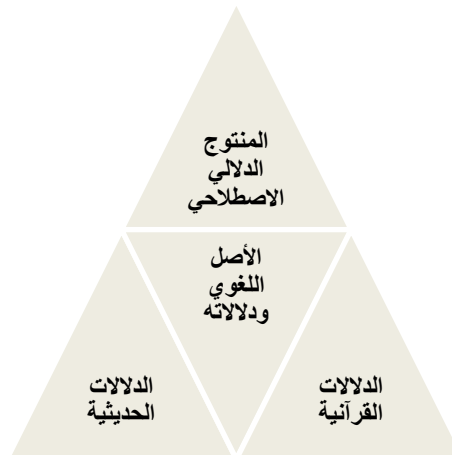 المنتوج
الدلالي
الاصطلاحي
الأصل
اللغوي
ودلالاته
الدلالات
القرآنية
الدلالات
الحديثية